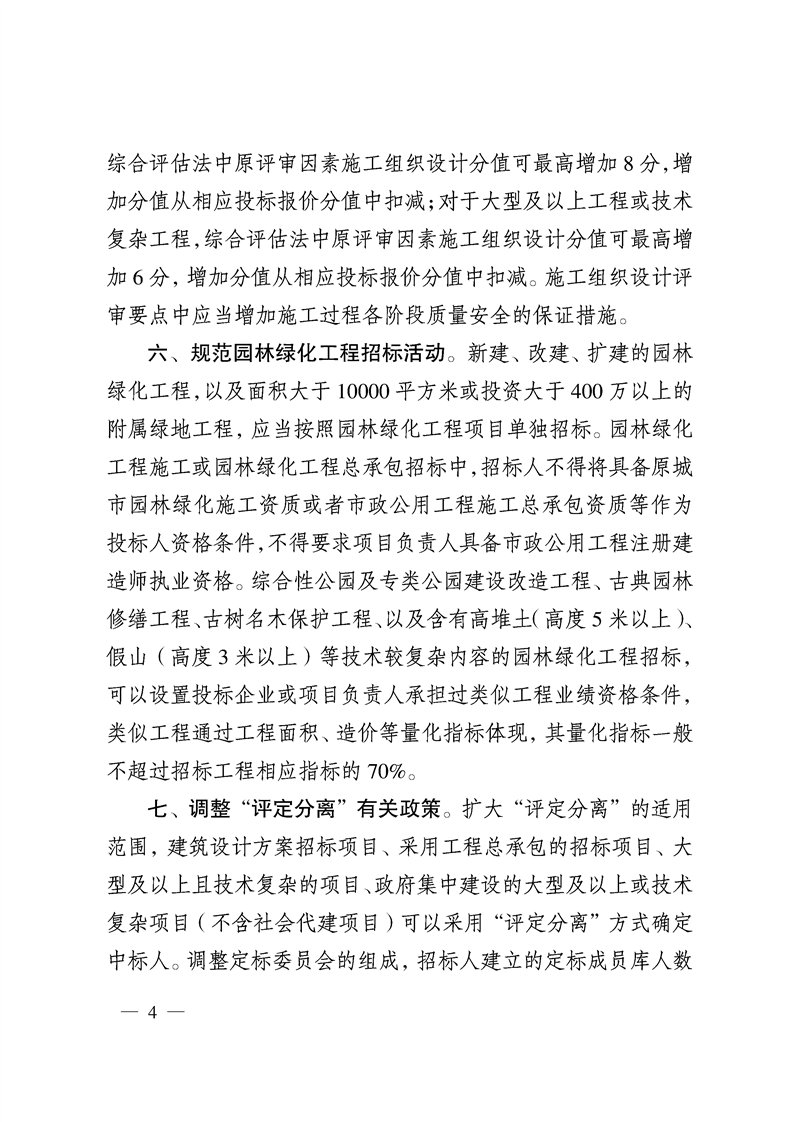 综合评估法中原评审因素施工组织设计分值可最高增加 8 分，增
加分值从相应投标报价分值中扣减；对于大型及以上工程或技术
复杂工程，综合评估法中原评审因素施工组织设计分值可最高增
加 6 分，增加分值从相应投标报价分值中扣减。施工组织设计评
审要点中应当增加施工过程各阶段质量安全的保证措施。
六、规范园林绿化工程招标活动。新建、改建、扩建的园林
绿化工程，以及面积大于 10000 平方米或投资大于 400 万以上的
附属绿地工程，应当按照园林绿化工程项目单独招标。园林绿化
工程施工或园林绿化工程总承包招标中，招标人不得将具备原城
市园林绿化施工资质或者市政公用工程施工总承包资质等作为
投标人资格条件，不得要求项目负责人具备市政公用工程注册建
造师执业资格。综合性公园及专类公园建设改造工程、古典园林
修缮工程、古树名木保护工程、以及含有高堆土（高度 5 米以上）、
假山（高度 3 米以上）等技术较复杂内容的园林绿化工程招标，
可以设置投标企业或项目负责人承担过类似工程业绩资格条件，
类似工程通过工程面积、造价等量化指标体现，其量化指标一般
不超过招标工程相应指标的 70%。
七、调整“评定分离”有关政策。扩大“评定分离”的适用
范围，建筑设计方案招标项目、采用工程总承包的招标项目、大
型及以上且技术复杂的项目、政府集中建设的大型及以上或技术
复杂项目（不含社会代建项目）可以采用“评定分离”方式确定
中标人。调整定标委员会的组成，招标人建立的定标成员库人数
— 4 —